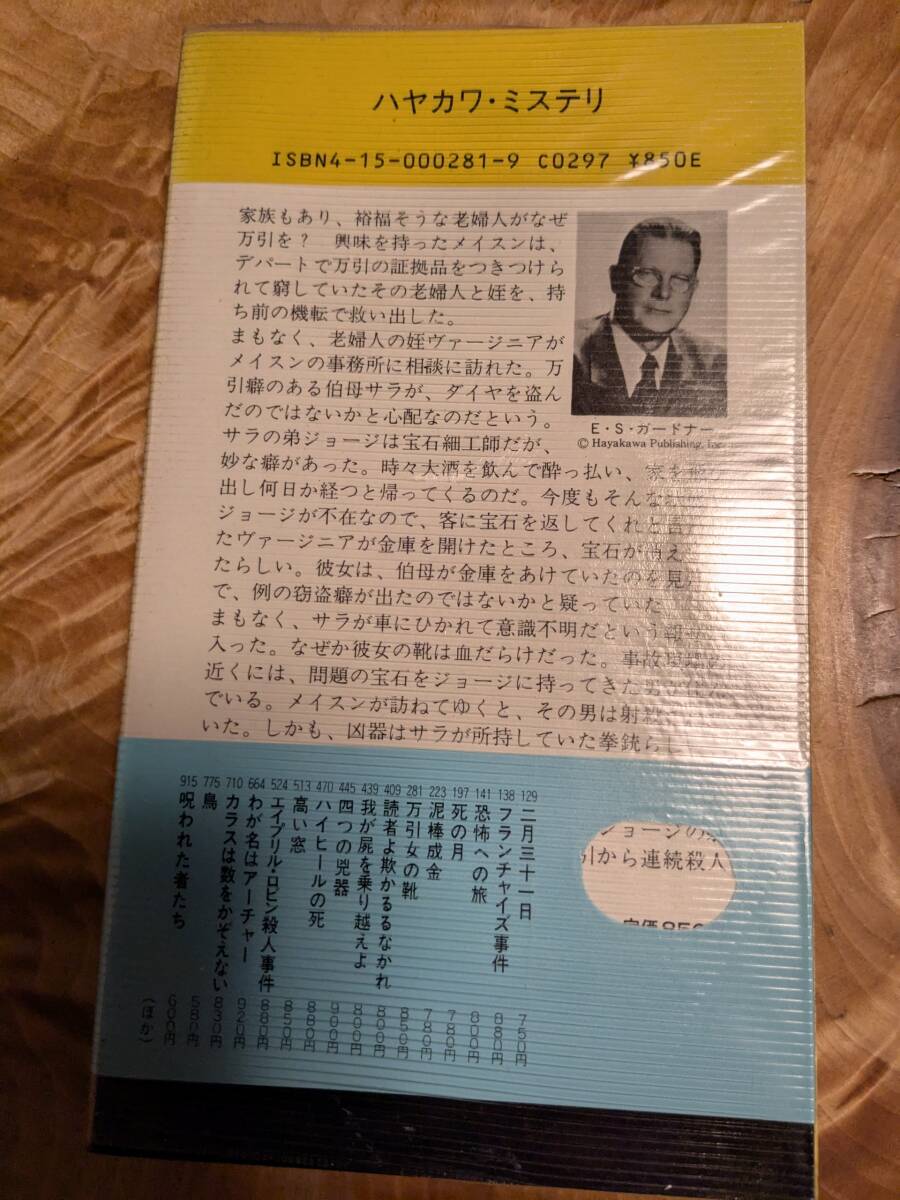 ハヤカワ・ミステリ
ISBN4-15-000281-9 C0297 ¥850E
家族もあり、裕福そうな老婦人がなぜ
万引を? 興味を持ったメイスンは、
デパートで万引の証拠品をつきつけら
れて窮していたその老婦人と姪を、持
ち前の機転で救い出した。
まもなく、老婦人の姪ヴァージニアが
メイスンの事務所に相談に訪れた。万
引癖のある伯母サラが、ダイヤを盗ん
だのではないかと心配なのだという。
サラの弟ジョージは宝石細工師だが、
妙な癖があった。時々大酒を飲んで酔っ払い、家を
出し何日か経つと帰ってくるのだ。今度もそんな
ジョージが不在なので、客に宝石を返してくれと言
たヴァージニアが金庫を開けたところ、宝石が消え
たらしい。彼女は、伯母が金庫をあけていたのを見
で、例の窃盗癖が出たのではないかと疑っていた
まもなく、サラが車にひかれて意識不明だという報
入った。なぜか彼女の靴は血だらけだった。事故現場
近くには、問題の宝石をジョージに持ってきた男が住
でいる。メイスンが訪ねてゆくと、その男は射殺
いた。しかも、凶器はサラが所持していた拳銃ら
E・S・ガードナー
© Hayakawa Publishing, Inc.
ジョージの
引から連続殺人
定価850
129 二月三十一日 750円
138 フランチャイズ事件 880円
141 恐怖への旅 800円
197 死の月 780円
223 泥棒成金 780円
281 万引女の靴 850円
409 読者よ欺かるるなかれ 800円
439 我が屍を乗り越えよ 800円
445 四つの兇器 900円
470 ハイヒールの死 880円
513 高い窓 850円
524 エイプリル・ロビン殺人事件 880円
664 わが名はアーチャー 920円
710 カラスは数をかぞえない 830円
775 鳥 580円
915 呪われた者たち 600円
(ほか)